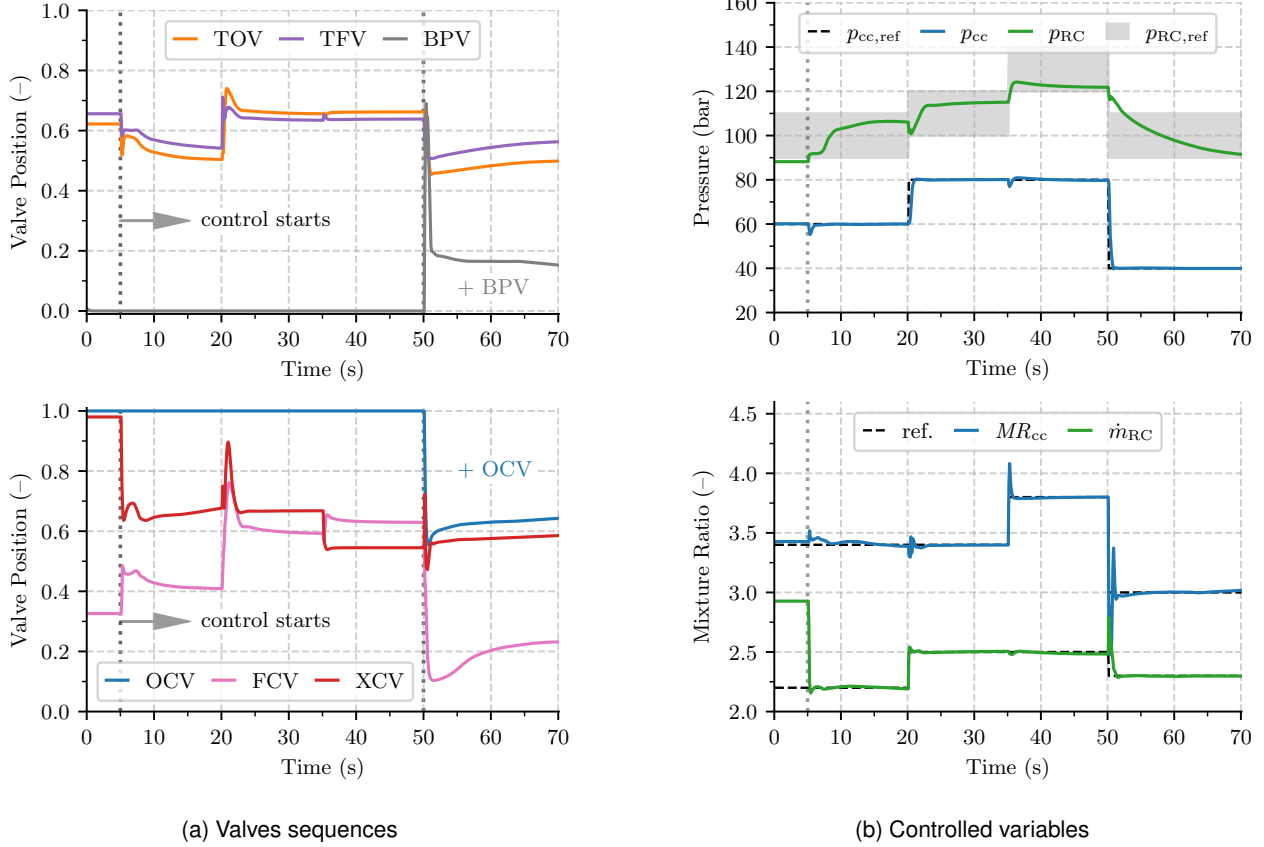 TOV TFV BPV
1.0
0.8
0.6
0.4
0.2
0.0
Valve Position (−)
control starts
+ BPV
0 10 20 30 40 50 60 70
Time (s)
160
140
120
100
80
60
40
20
Pressure (bar)
p_cc,ref p_cc p_RC p_RC,ref
0 10 20 30 40 50 60 70
Time (s)
1.0
0.8
0.6
0.4
0.2
0.0
Valve Position (−)
+ OCV
control starts
OCV FCV XCV
0 10 20 30 40 50 60 70
Time (s)
4.5
4.0
3.5
3.0
2.5
2.0
Mixture Ratio (−)
ref. MR_cc ṁ_RC
0 10 20 30 40 50 60 70
Time (s)
(a) Valves sequences
(b) Controlled variables